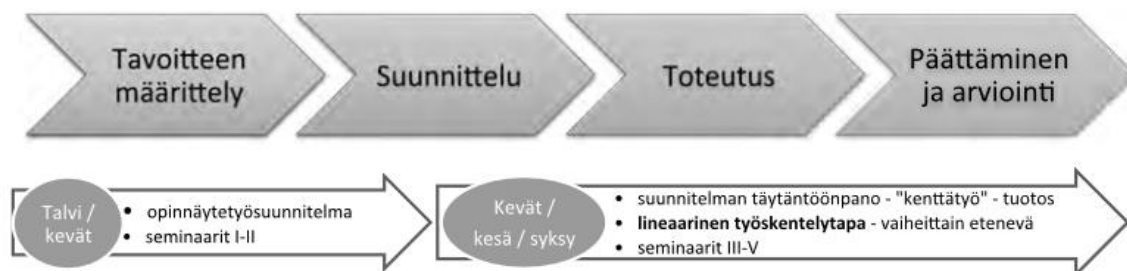 Tavoitteen
määrittely
Suunnittelu
Toteutus
Päättäminen
ja arviointi
Talvi /
kevät
• opinnäytetyösuunnitelma
• seminaarit I-II
Kevät /
kesä / syksy
• suunnitelman täytäntöönpano - "kenttätyö" - tuotos
• lineaarinen työskentelytapa - vaiheittain etenevä
• seminaarit III-V